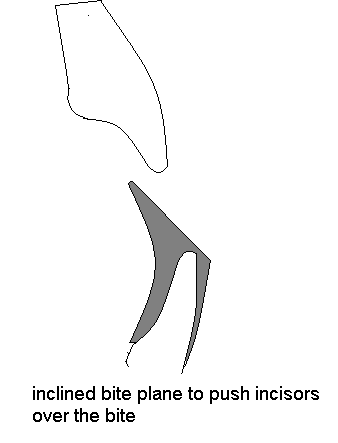 inclined bite plane to push incisors
over the bite